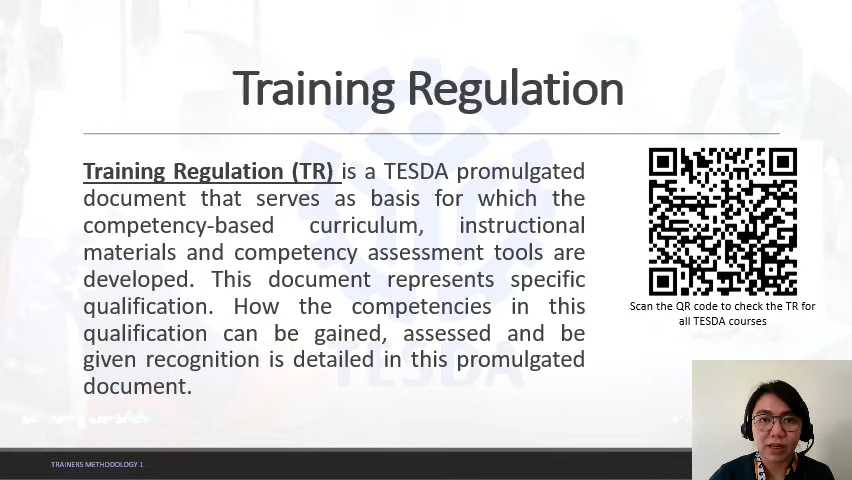 Training Regulation
Training Regulation (TR) is a TESDA promulgated
document that serves as basis for which the
competency-based curriculum, instructional
materials and competency assessment tools are
developed. This document represents specific
qualification. How the competencies in this
qualification can be gained, assessed and be
given recognition is detailed in this promulgated
document.
Scan the QR code to check the TR for
all TESDA courses
TESDA
TRAINERS METHODOLOGY 1